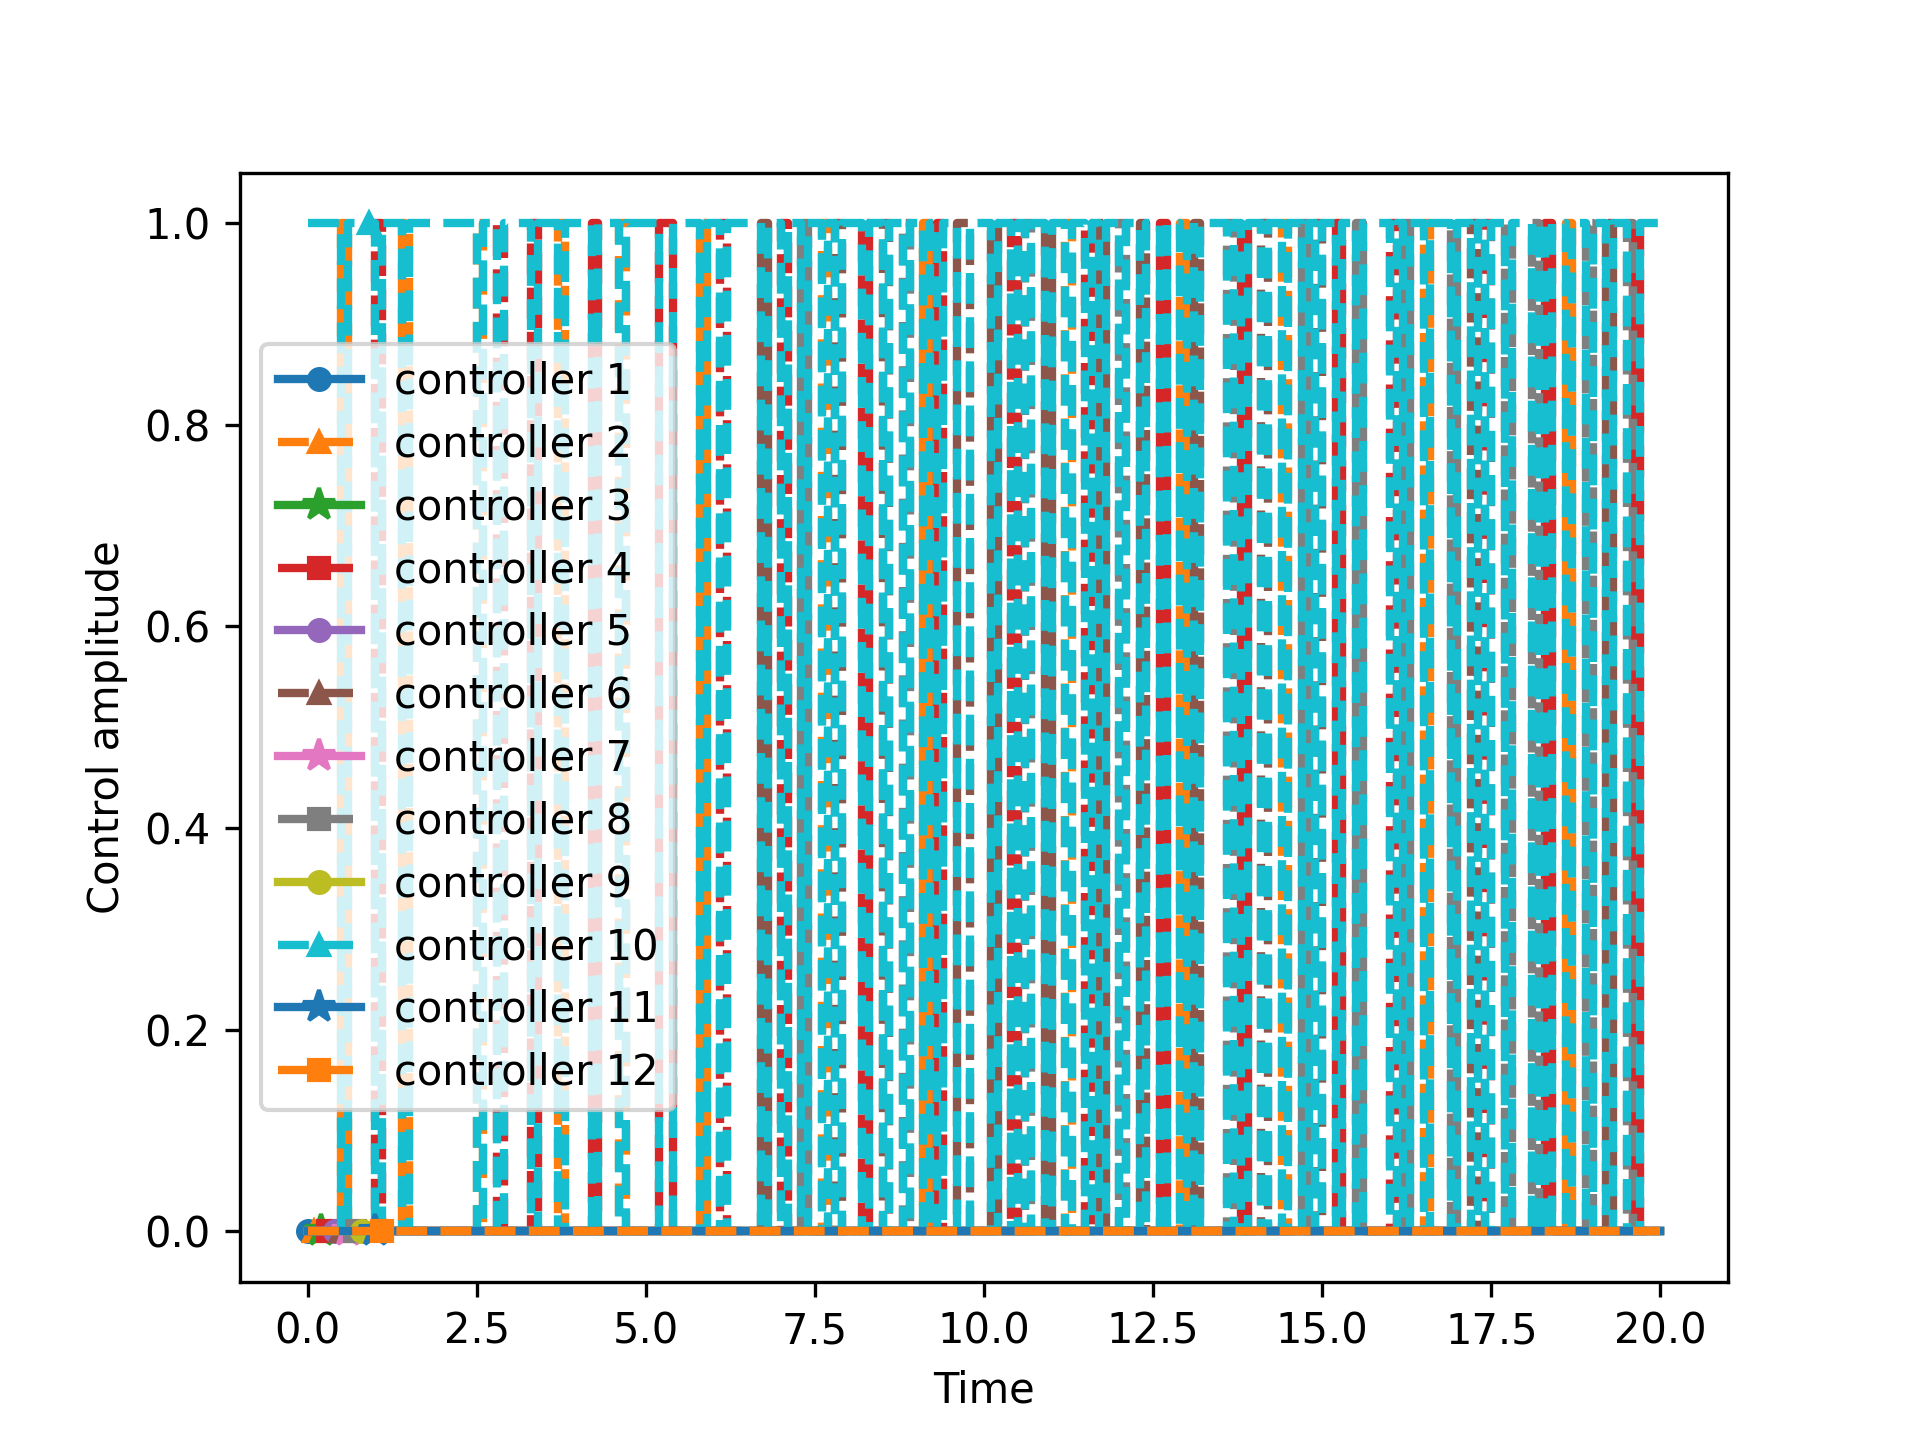 1.0
0.8
0.6
0.4
0.2
0.0
Control amplitude
controller 1
controller 2
controller 3
controller 4
controller 5
controller 6
controller 7
controller 8
controller 9
controller 10
controller 11
controller 12
0.0 2.5 5.0 7.5 10.0 12.5 15.0 17.5 20.0
Time